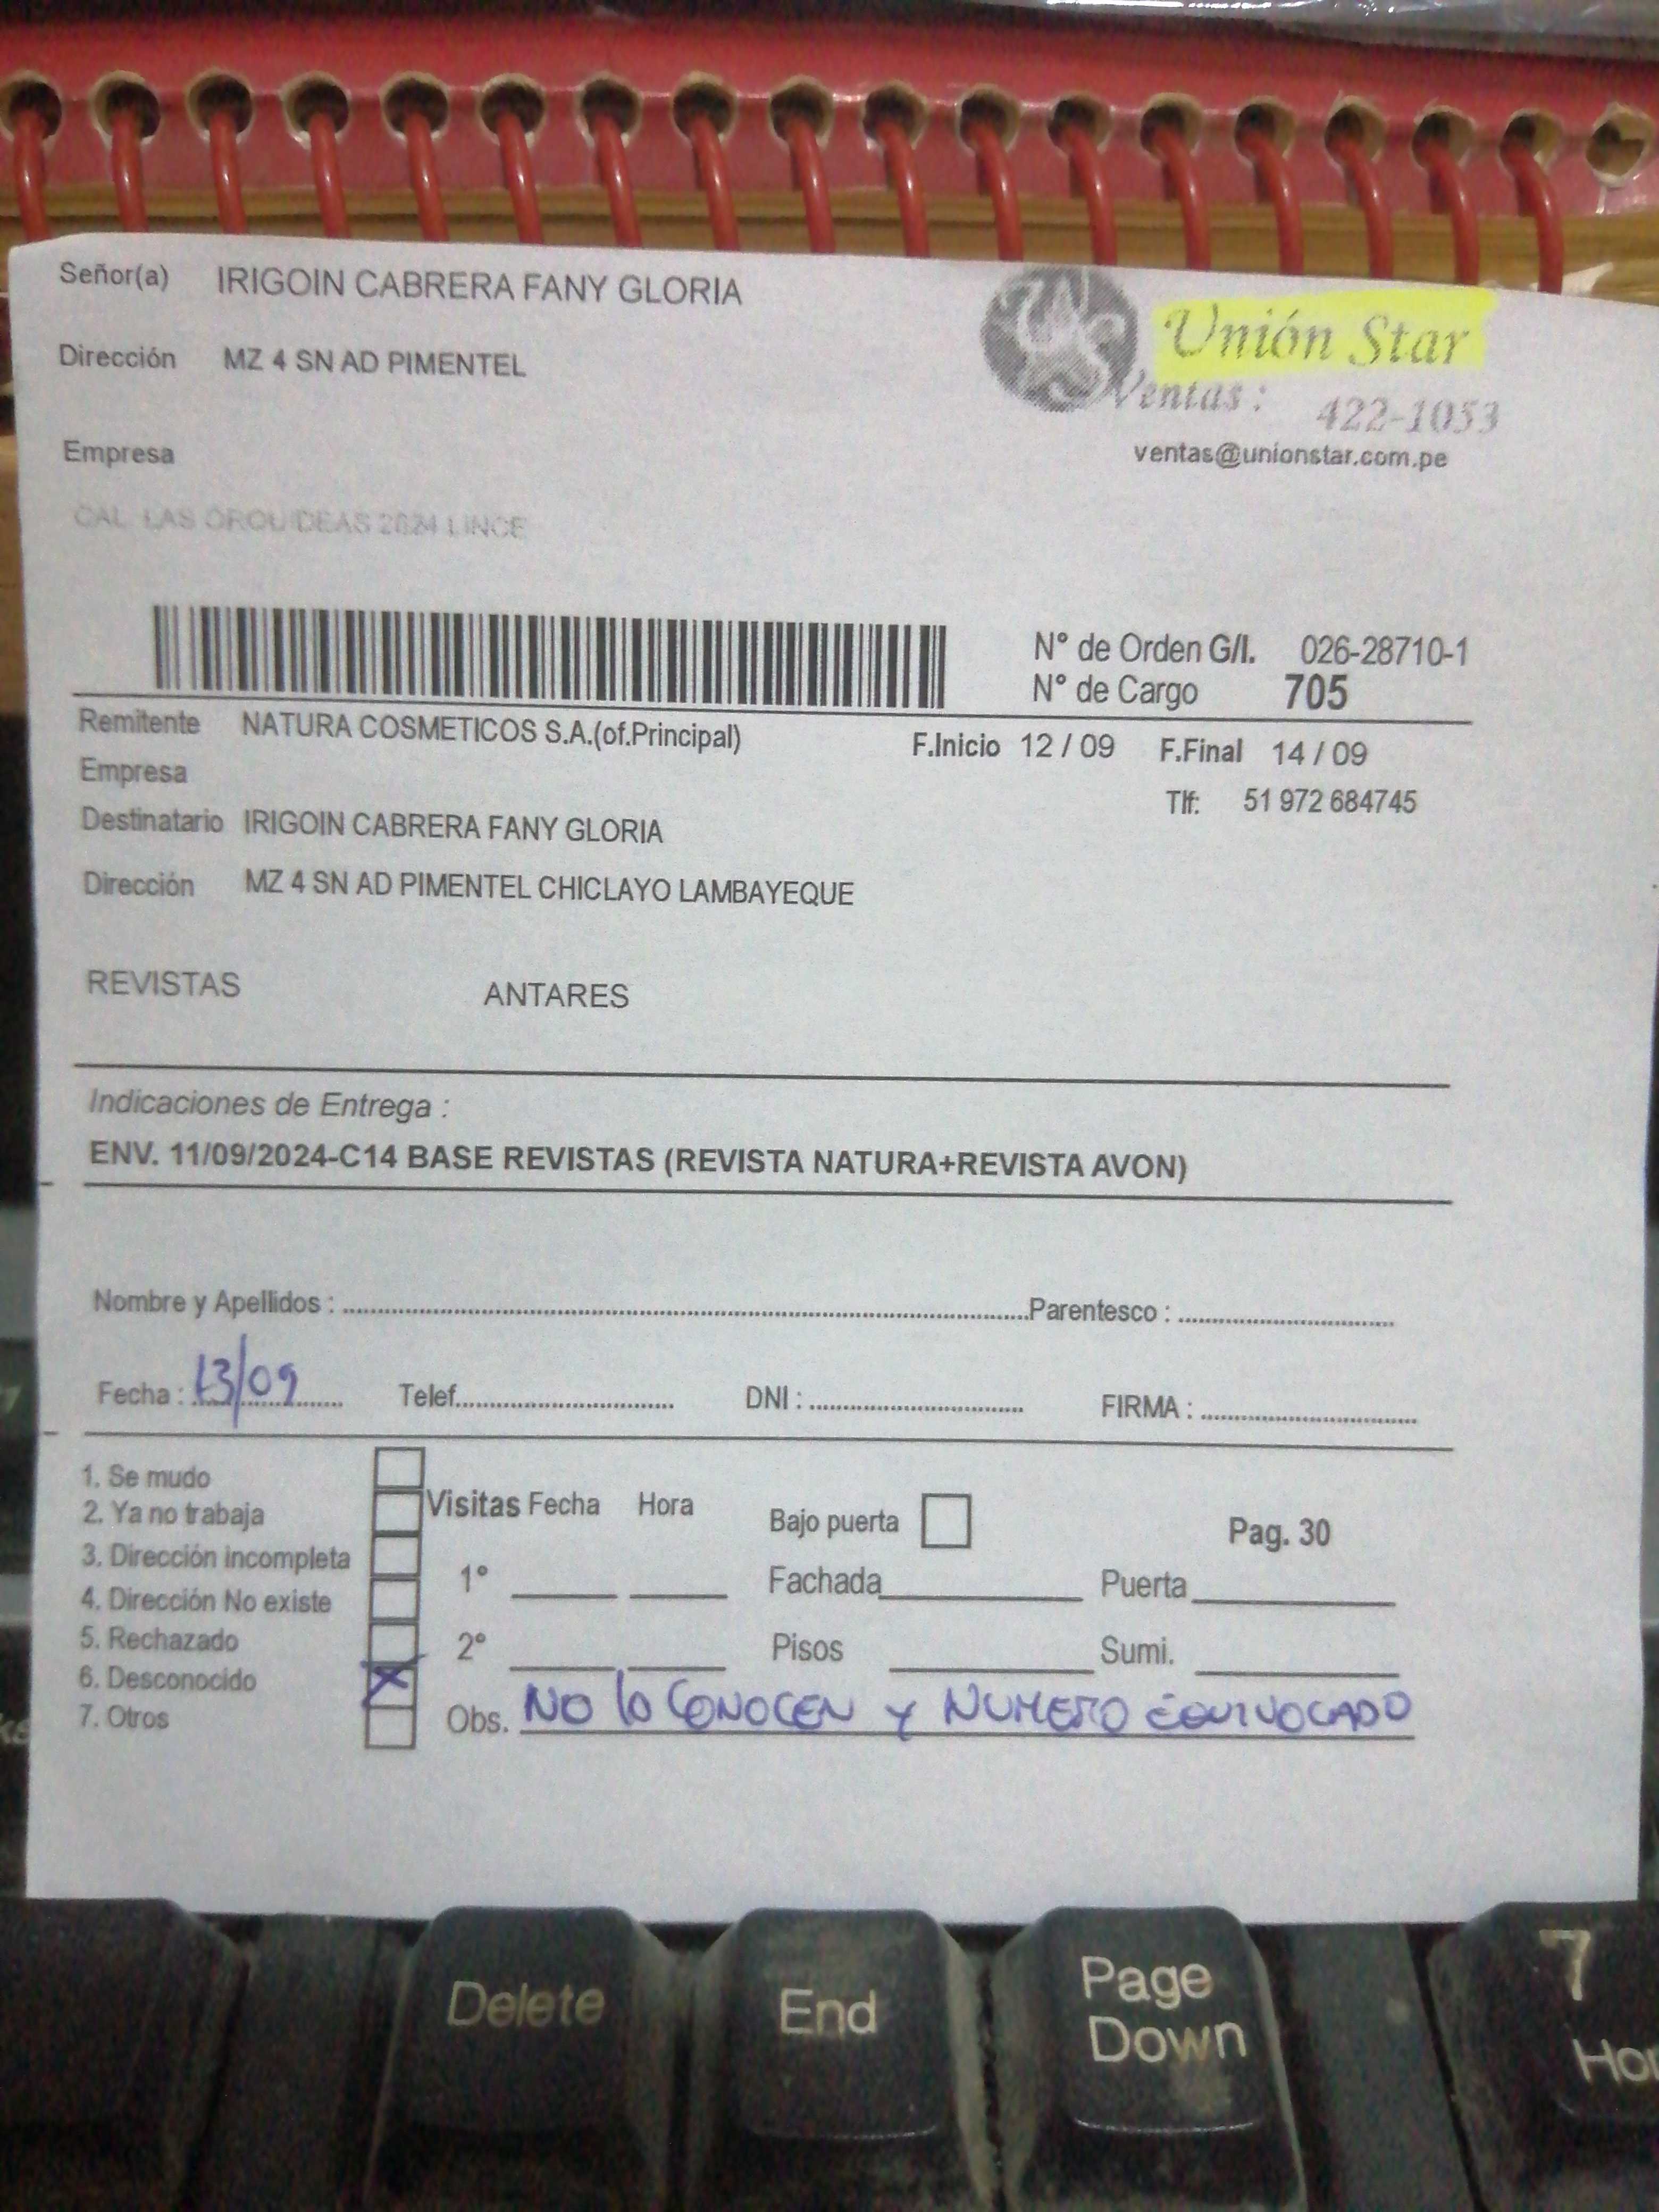 Señor(a) IRIGOIN CABRERA FANY GLORIA
Unión Star
Dirección MZ 4 SN AD PIMENTEL
Ventas: 422-1053
Empresa
ventas@unionstar.com.pe
CAL LAS ORQUIDEAS 2624 LINCE
N° de Orden G/I. 026-28710-1
N° de Cargo 705
Remitente NATURA COSMETICOS S.A.(of.Principal) F.Inicio 12 / 09 F.Final 14 / 09
Empresa
Tlf: 51 972 684745
Destinatario IRIGOIN CABRERA FANY GLORIA
Dirección MZ 4 SN AD PIMENTEL CHICLAYO LAMBAYEQUE
REVISTAS ANTARES
Indicaciones de Entrega :
ENV. 11/09/2024-C14 BASE REVISTAS (REVISTA NATURA+REVISTA AVON)
Nombre y Apellidos : Parentesco :
Fecha : 13/09 Telef. DNI : FIRMA :
1. Se mudo
2. Ya no trabaja
3. Dirección incompleta
4. Dirección No existe
5. Rechazado
6. Desconocido X
7. Otros
Visitas Fecha Hora Bajo puerta Pag. 30
1° Fachada Puerta
2° Pisos Sumi.
Obs. NO lo CONOCEN y NUMERO EQUIVOCADO
Delete
End
Page Down
7